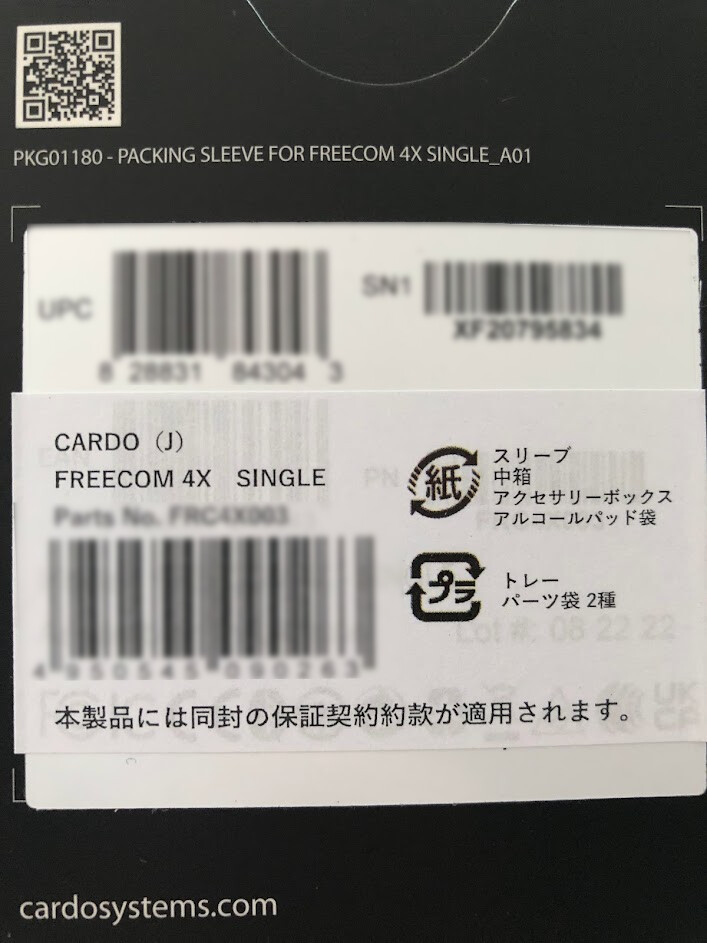 PKG01180 - PACKING SLEEVE FOR FREECOM 4X SINGLE_A01
UPC
8 28831 84304 3
SN1
XF20795834
CARDO（J）
FREECOM 4X　SINGLE
Parts No. FRC4X003
4 950545 090263
紙
スリーブ
中箱
アクセサリーボックス
アルコールパッド袋
プラ
トレー
パーツ袋 2種
EAN
PN
Lot #: 08 22 22
UK
CP
本製品には同封の保証契約約款が適用されます。
cardosystems.com